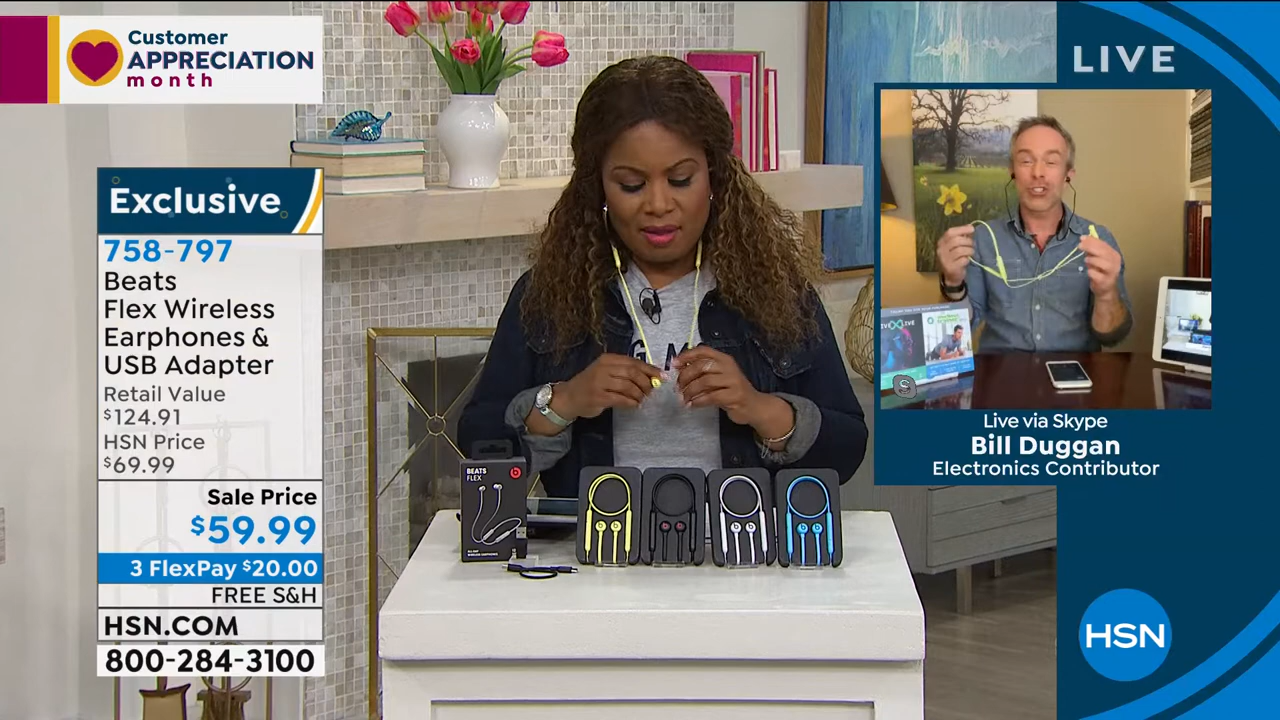 Customer
APPRECIATION
month
Exclusive
758-797
Beats
Flex Wireless
Earphones &
USB Adapter
Retail Value
$124.91
HSN Price
$69.99
Sale Price
$59.99
3 FlexPay $20.00
FREE S&H
HSN.COM
800-284-3100
BEATS
FLEX
LIVE
LIVE
Live via Skype
Bill Duggan
Electronics Contributor
HSN